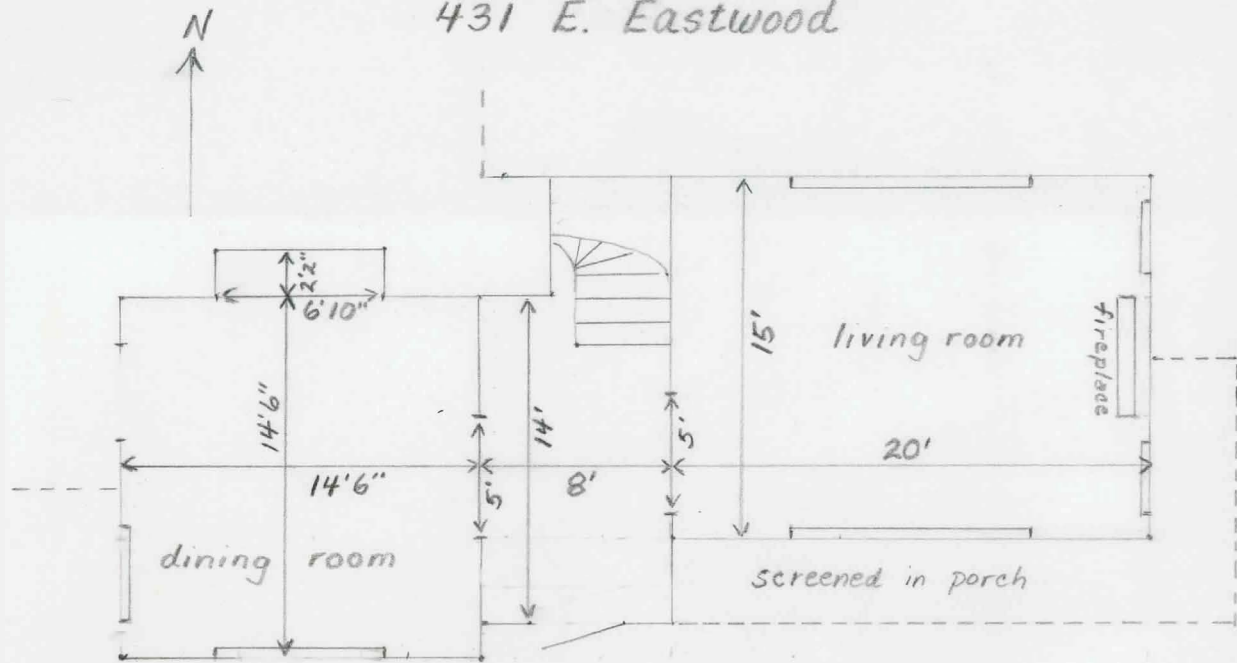 431 E. Eastwood
N
2'2"
6'10"
14'6"
14'6"
dining room
5'
14'
8'
5'
15'
living room
fireplace
20'
screened in porch